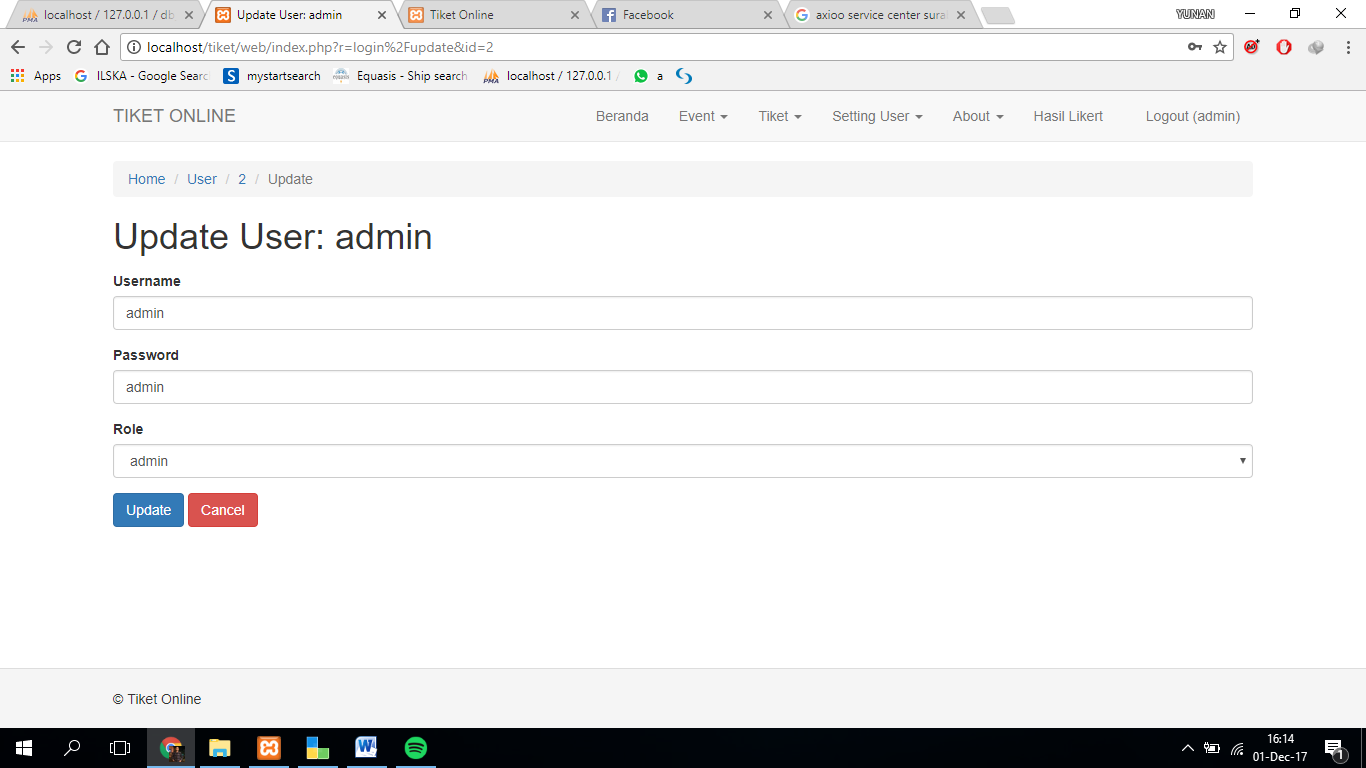 localhost / 127.0.0.1 / db
Update User: admin
Tiket Online
Facebook
axioo service center sural
YUNAN
localhost/tiket/web/index.php?r=login%2Fupdate&id=2
Apps
ILSKA - Google Searc
mystartsearch
Equasis - Ship search
localhost / 127.0.0.1 /
a
TIKET ONLINE
Beranda
Event
Tiket
Setting User
About
Hasil Likert
Logout (admin)
Home / User / 2 / Update
Update User: admin
Username
admin
Password
admin
Role
admin
Update
Cancel
© Tiket Online
16:14
01-Dec-17
1